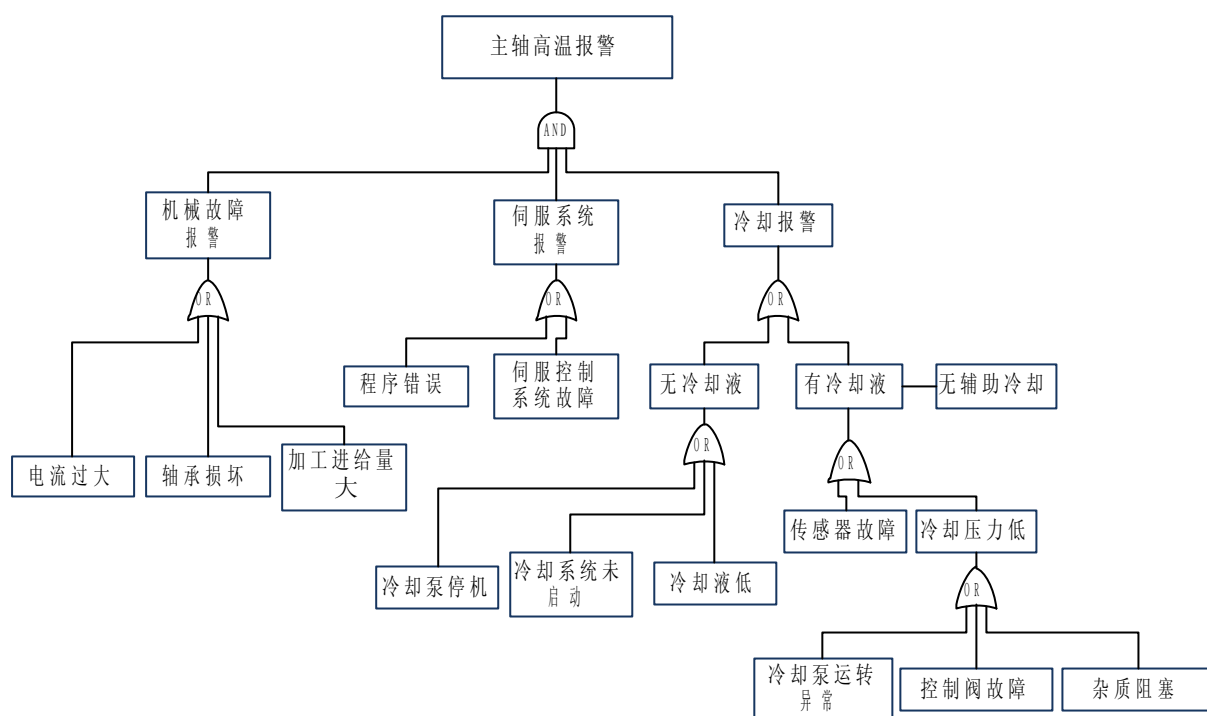 主轴高温报警
AND
机械故障
报警
伺服系统
报警
冷却报警
OR
OR
OR
程序错误
伺服控制
系统故障
无冷却液
有冷却液
无辅助冷却
电流过大
轴承损坏
加工进给量
大
OR
OR
传感器故障
冷却压力低
冷却泵停机
冷却系统未
启动
冷却液低
OR
冷却泵运转
异常
控制阀故障
杂质阻塞